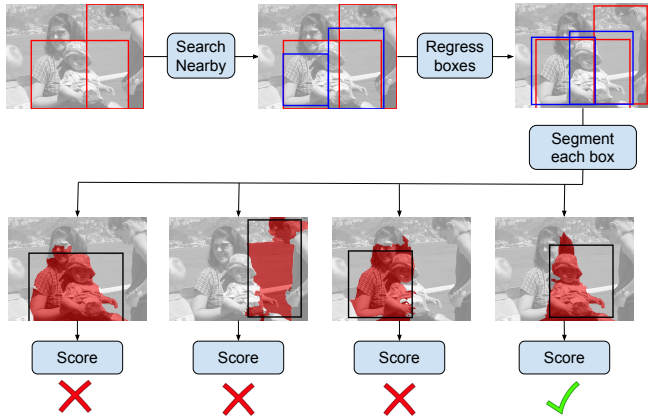 Search
Nearby
Regress
boxes
Segment
each box
Score
Score
Score
Score